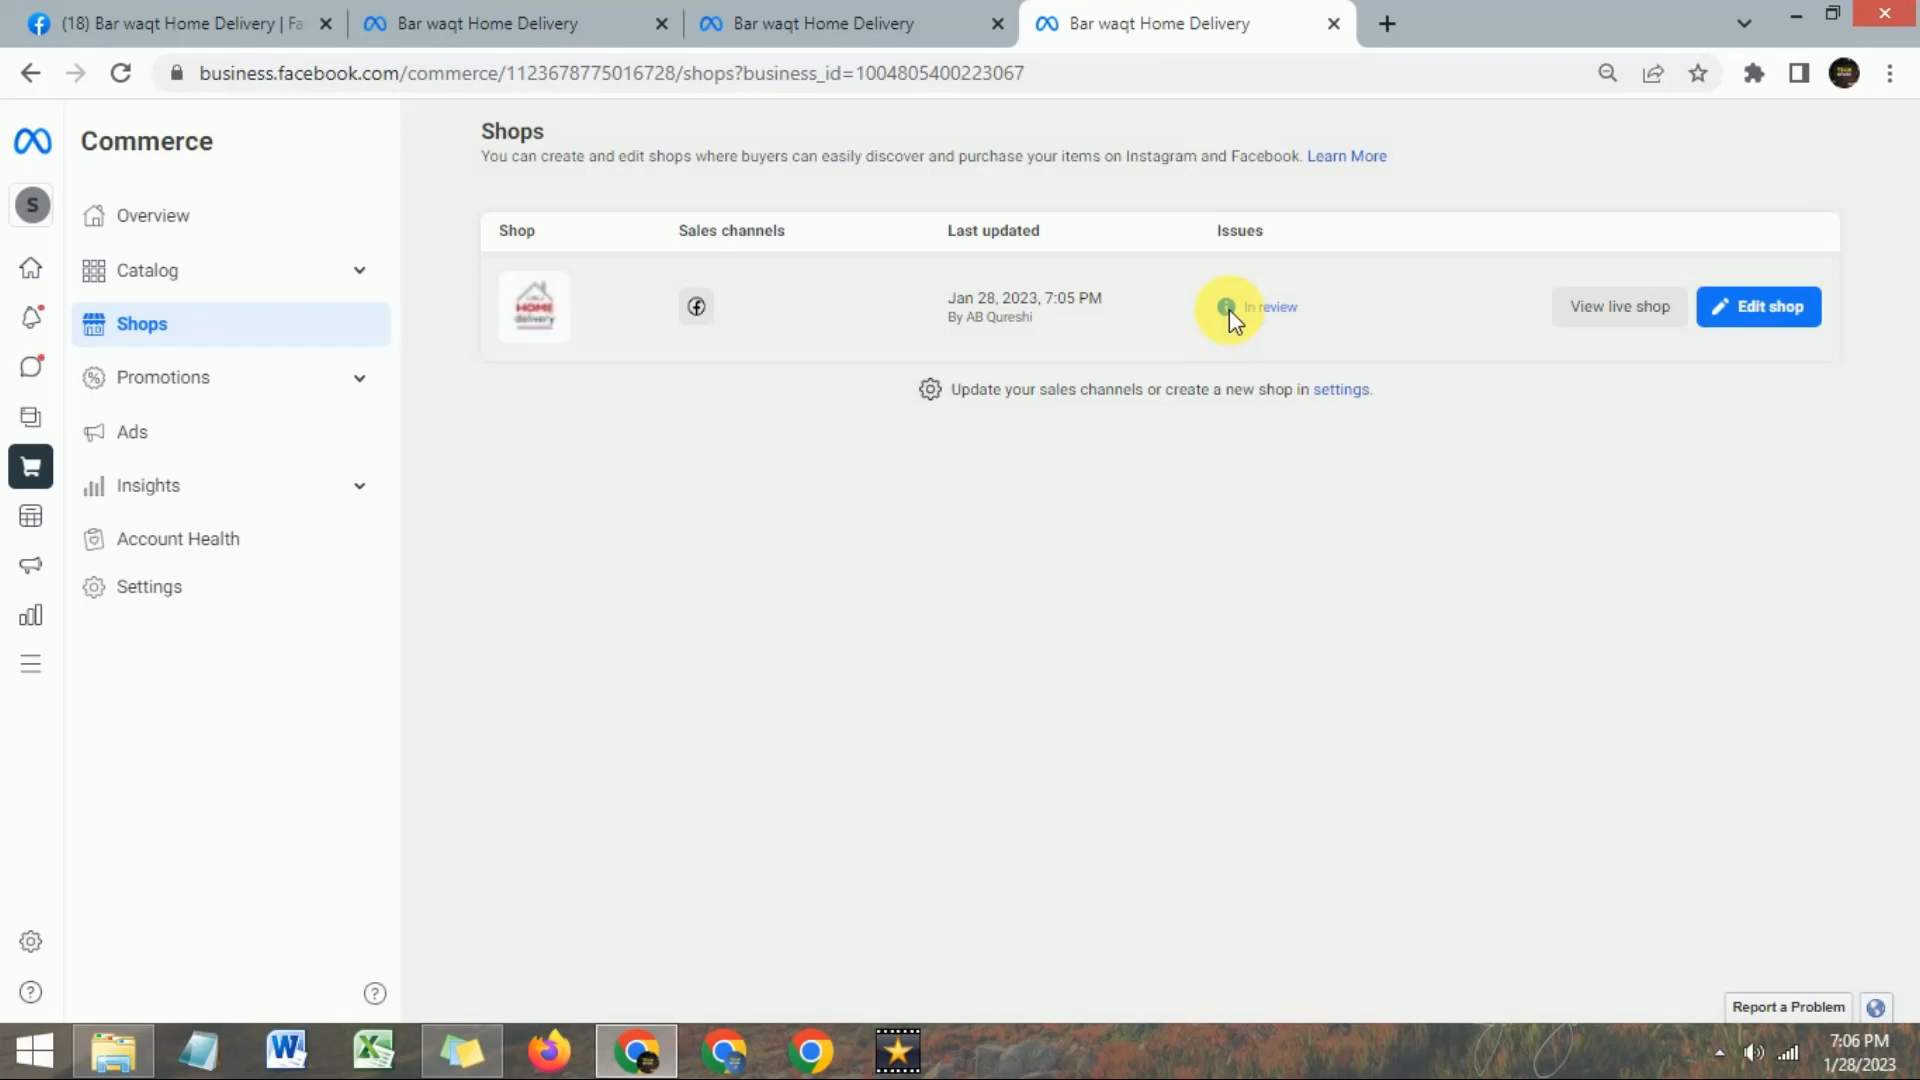 (18) Bar waqt Home Delivery | Fa
Bar waqt Home Delivery
Bar waqt Home Delivery
Bar waqt Home Delivery
business.facebook.com/commerce/1123678775016728/shops?business_id=1004805400223067
Commerce
S
Overview
Catalog
Shops
Promotions
Ads
Insights
Account Health
Settings
Shops
You can create and edit shops where buyers can easily discover and purchase your items on Instagram and Facebook. Learn More
Shop
Sales channels
Last updated
Issues
HOME
delivery
Jan 28, 2023, 7:05 PM
By AB Qureshi
In review
View live shop
Edit shop
Update your sales channels or create a new shop in settings.
Report a Problem
7:06 PM
1/28/2023